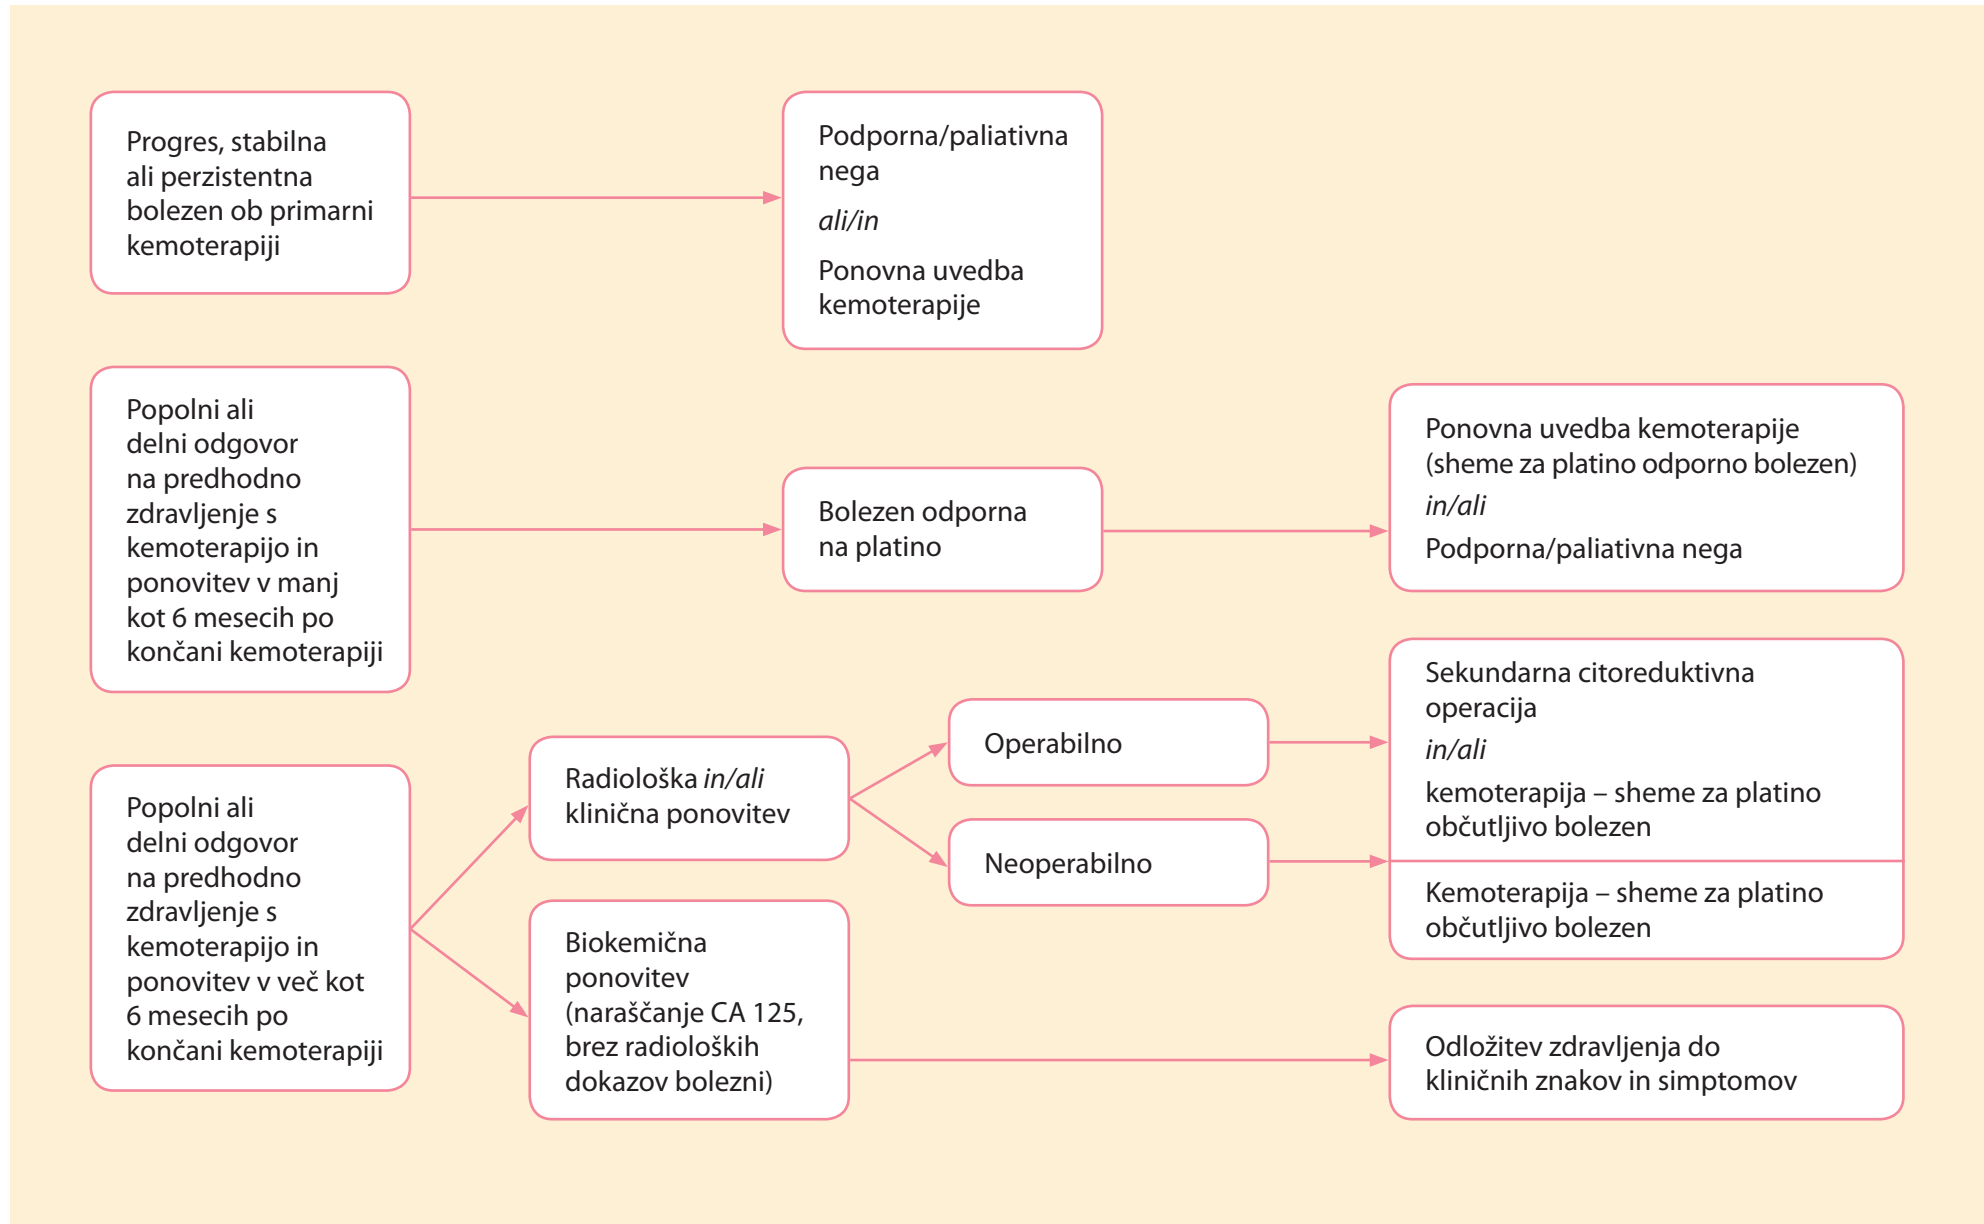 Progres, stabilna
ali perzistentna
bolezen ob primarni
kemoterapiji
Podporna/paliativna
nega
ali/in
Ponovna uvedba
kemoterapije
Popolni ali
delni odgovor
na predhodno
zdravljenje s
kemoterapijo in
ponovitev v manj
kot 6 mesecih po
končani kemoterapiji
Bolezen odporna
na platino
Ponovna uvedba kemoterapije
(sheme za platino odporno bolezen)
in/ali
Podporna/paliativna nega
Popolni ali
delni odgovor
na predhodno
zdravljenje s
kemoterapijo in
ponovitev v več kot
6 mesecih po
končani kemoterapiji
Radiološka in/ali
klinična ponovitev
Operabilno
Neoperabilno
Sekundarna citoreduktivna
operacija
in/ali
kemoterapija – sheme za platino
občutljivo bolezen
Kemoterapija – sheme za platino
občutljivo bolezen
Biokemična
ponovitev
(naraščanje CA 125,
brez radioloških
dokazov bolezni)
Odložitev zdravljenja do
kliničnih znakov in simptomov